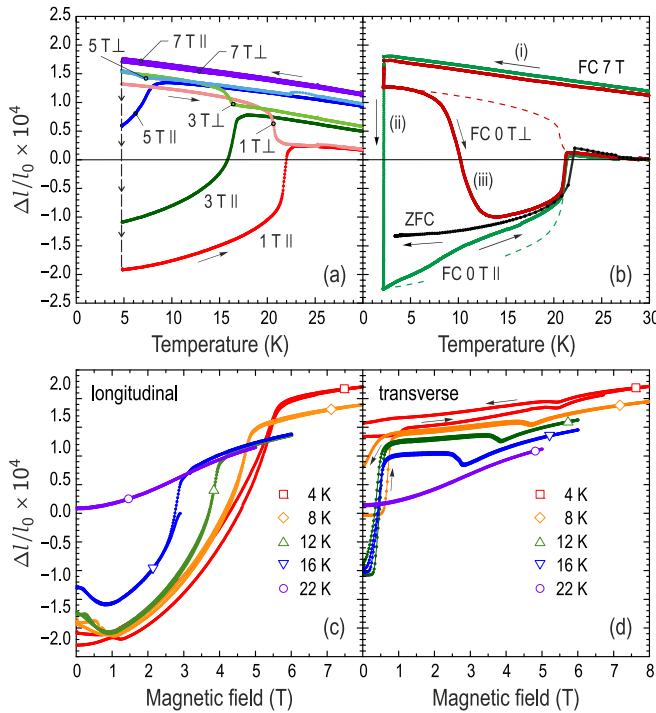 2.5
2.0
1.5
1.0
0.5
0.0
−0.5
−1.0
−1.5
−2.0
−2.5
Δl/l₀ × 10⁴
5 T⊥
7 T ||
7 T⊥
5 T ||
3 T⊥
1 T⊥
3 T ||
1 T ||
(a)
0 5 10 15 20 25
Temperature (K)
(i)
FC 7 T
(ii)
FC 0 T⊥
(iii)
ZFC
FC 0 T ||
(b)
0 5 10 15 20 25 30
Temperature (K)
2.0
1.5
1.0
0.5
0.0
−1.0
−1.5
−2.0
Δl/l₀ × 10⁴
longitudinal
4 K
8 K
12 K
16 K
22 K
(c)
0 1 2 3 4 5 6 7
Magnetic field (T)
transverse
4 K
8 K
12 K
16 K
22 K
(d)
0 1 2 3 4 5 6 7 8
Magnetic field (T)